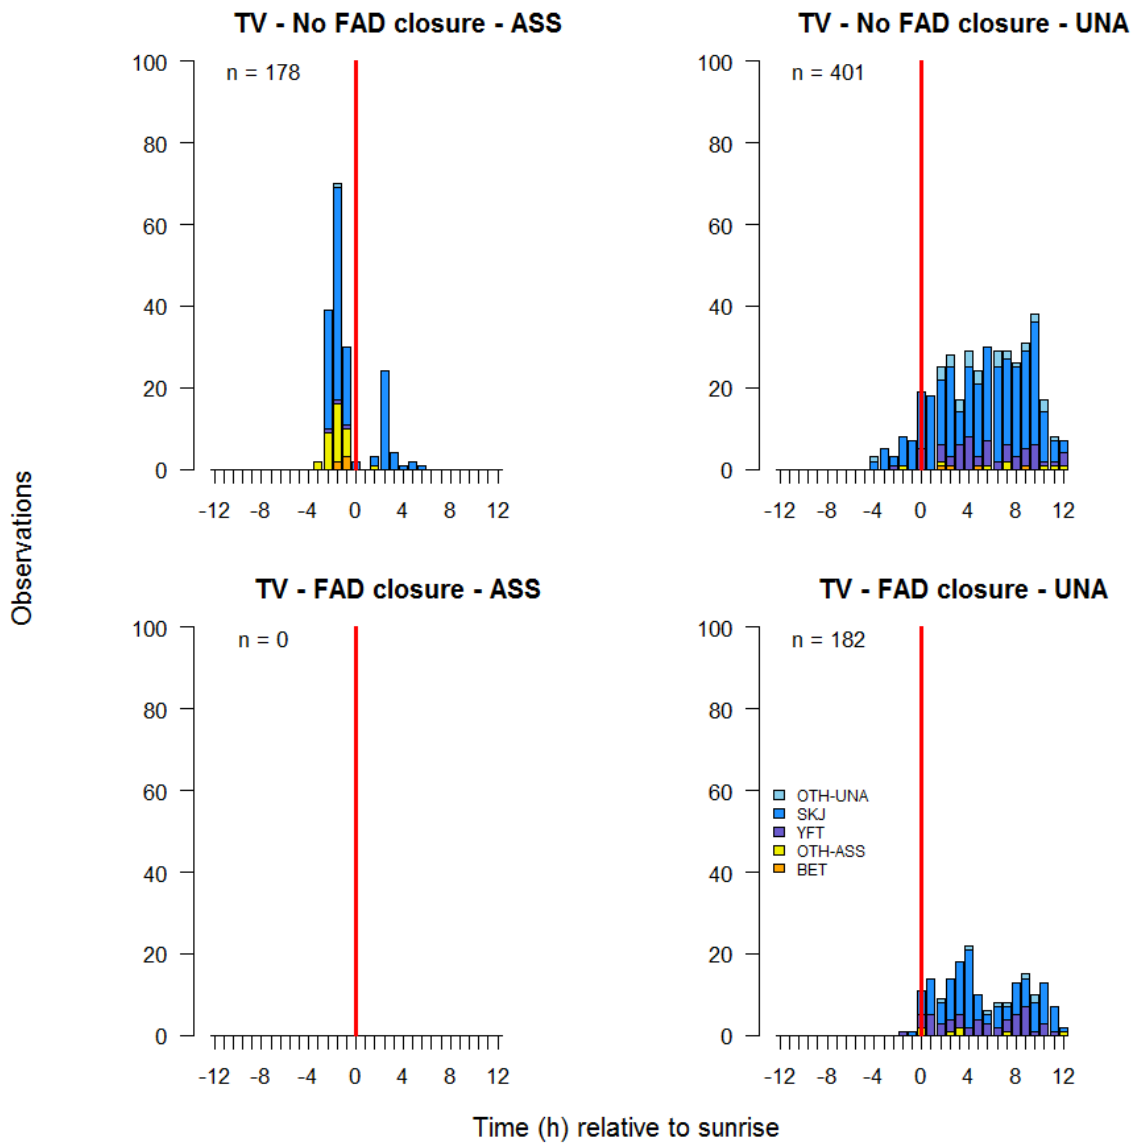 TV - No FAD closure - ASS
n = 178
100
80
60
40
20
0
-12 -8 -4 0 4 8 12
TV - No FAD closure - UNA
n = 401
100
80
60
40
20
0
-12 -8 -4 0 4 8 12
Observations
TV - FAD closure - ASS
n = 0
100
80
60
40
20
0
-12 -8 -4 0 4 8 12
TV - FAD closure - UNA
n = 182
100
80
60
40
20
0
OTH-UNA
SKJ
YFT
OTH-ASS
BET
-12 -8 -4 0 4 8 12
Time (h) relative to sunrise